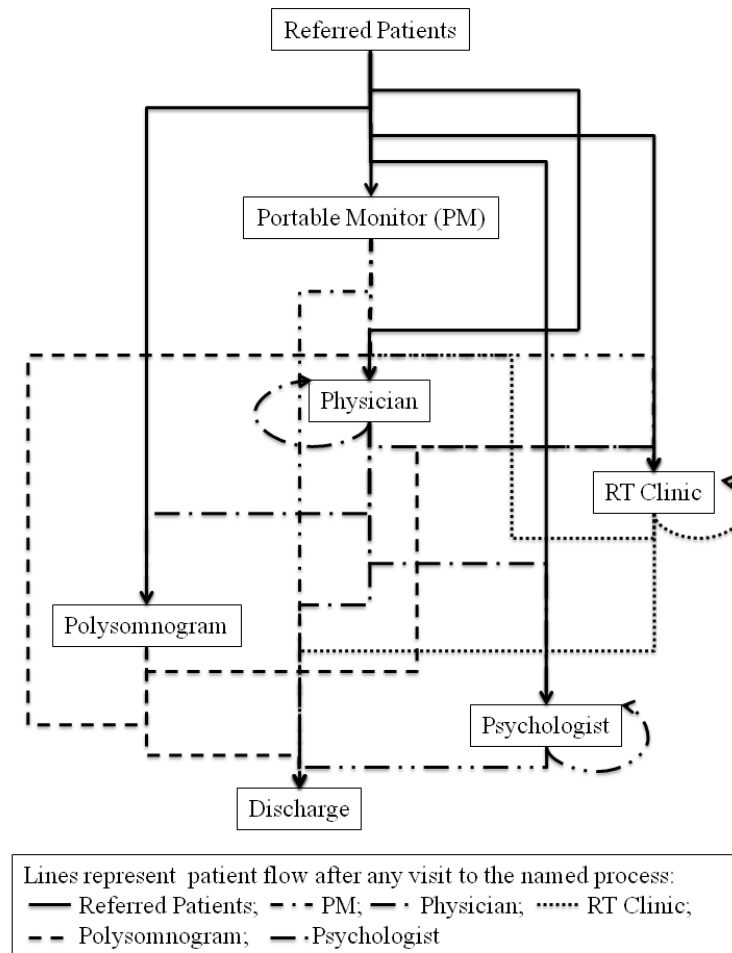 Referred Patients
Portable Monitor (PM)
Physician
RT Clinic
Polysomnogram
Psychologist
Discharge
Lines represent patient flow after any visit to the named process:
Referred Patients; PM; Physician; RT Clinic;
Polysomnogram; Psychologist